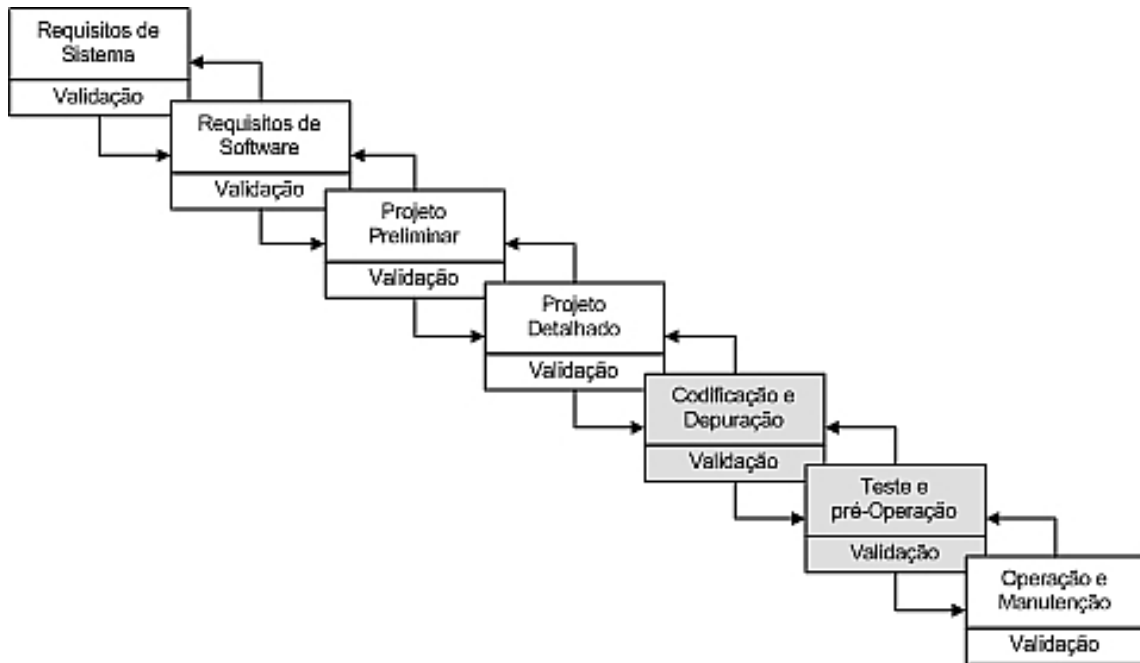 Requisitos de
Sistema
Validação
Requisitos de
Software
Validação
Projeto
Preliminar
Validação
Projeto
Detalhado
Validação
Codificação e
Depuração
Validação
Teste e
pré-Operação
Validação
Operação e
Manutenção
Validação